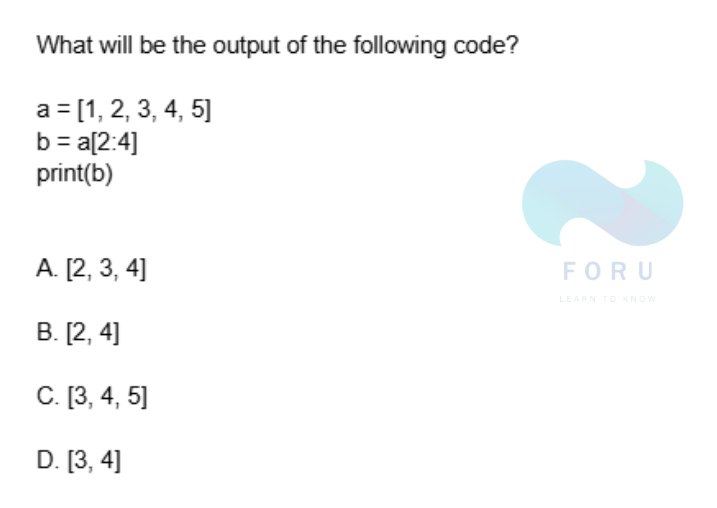 What will be the output of the following code?
a = [1, 2, 3, 4, 5]
b = a[2:4]
print(b)
A. [2, 3, 4]
B. [2, 4]
C. [3, 4, 5]
D. [3, 4]
FORU
LEARN TO KNOW